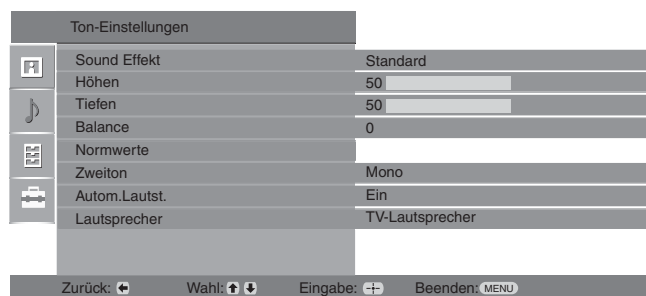 Ton-Einstellungen
Sound Effekt Standard
Höhen 50
Tiefen 50
Balance 0
Normwerte
Zweiton Mono
Autom.Lautst. Ein
Lautsprecher TV-Lautsprecher
Zurück: Wahl: Eingabe: Beenden: MENU